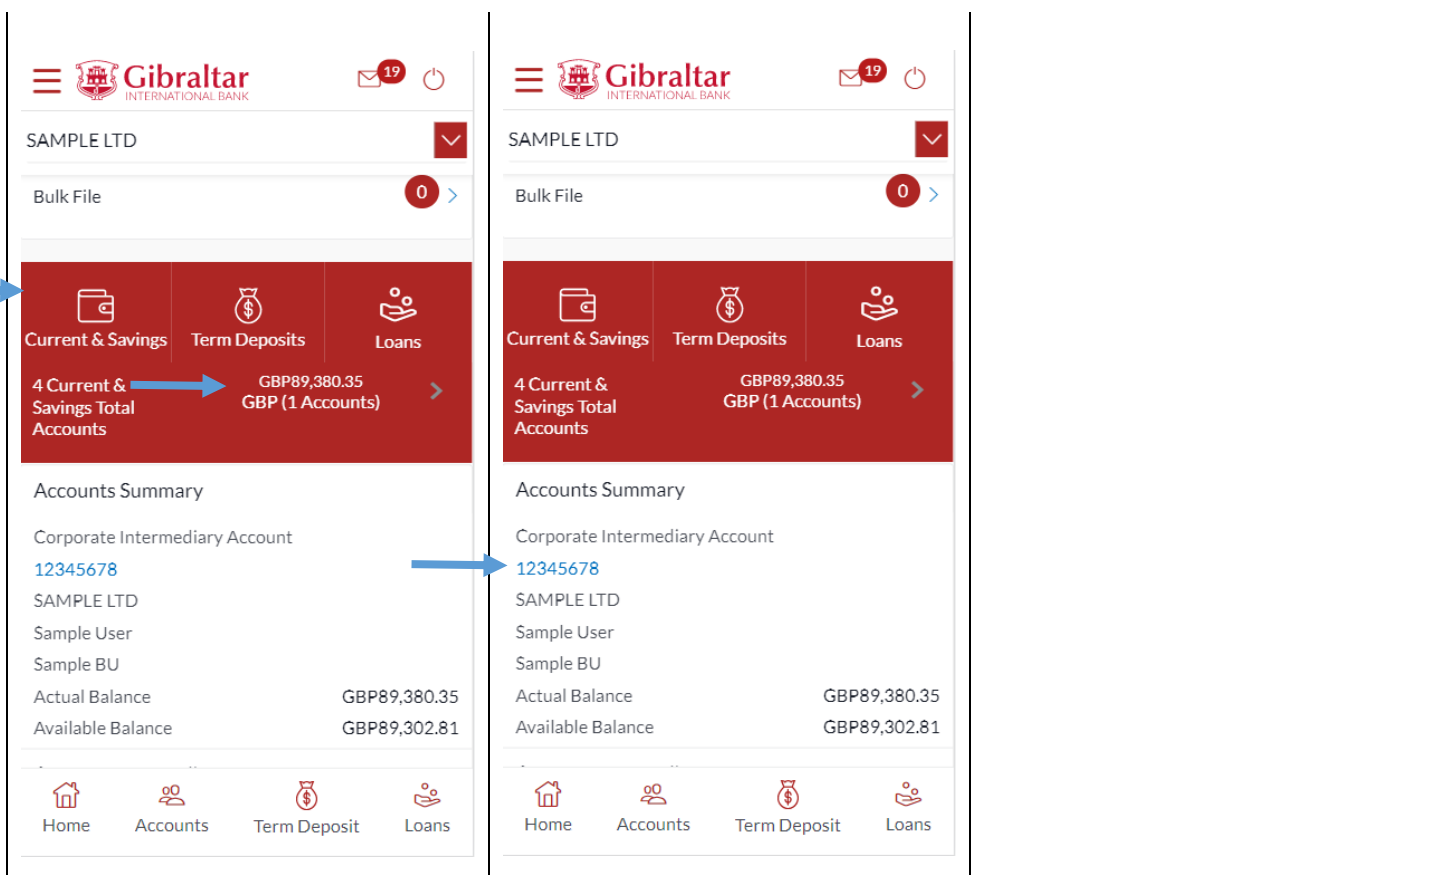 Gibraltar
INTERNATIONAL BANK
19
SAMPLE LTD
Bulk File
0
Current & Savings
Term Deposits
Loans
4 Current &
Savings Total
Accounts
GBP89,380.35
GBP (1 Accounts)
Accounts Summary
Corporate Intermediary Account
12345678
SAMPLE LTD
Sample User
Sample BU
Actual Balance GBP89,380.35
Available Balance GBP89,302.81
Home Accounts Term Deposit Loans
Gibraltar
INTERNATIONAL BANK
19
SAMPLE LTD
Bulk File
0
Current & Savings
Term Deposits
Loans
4 Current &
Savings Total
Accounts
GBP89,380.35
GBP (1 Accounts)
Accounts Summary
Corporate Intermediary Account
12345678
SAMPLE LTD
Sample User
Sample BU
Actual Balance GBP89,380.35
Available Balance GBP89,302.81
Home Accounts Term Deposit Loans